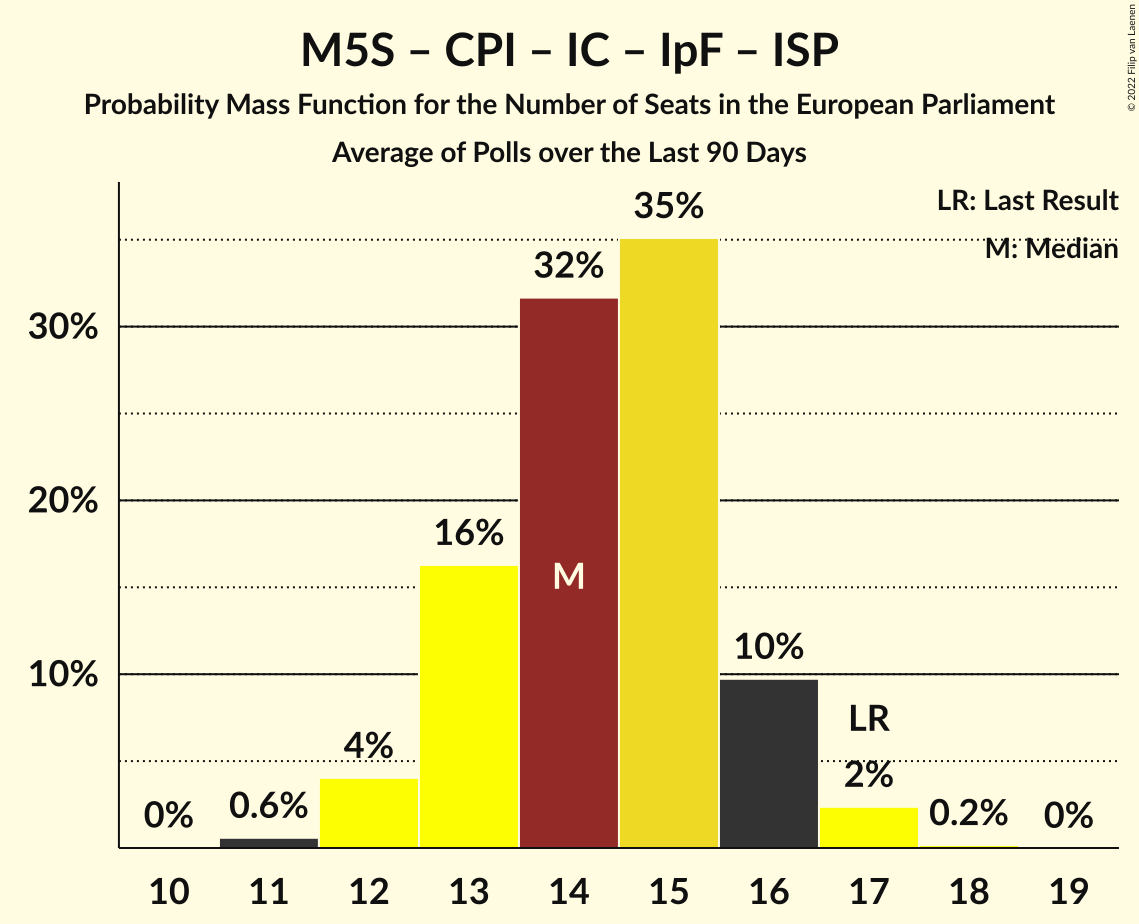 M5S – CPI – IC – IpF – ISP
Probability Mass Function for the Number of Seats in the European Parliament
Average of Polls over the Last 90 Days
© 2022 Filip van Laenen
LR: Last Result
M: Median
30%
20%
10%
0%
0.6%
4%
16%
32%
M
35%
10%
LR
2%
0.2%
0%
10 11 12 13 14 15 16 17 18 19